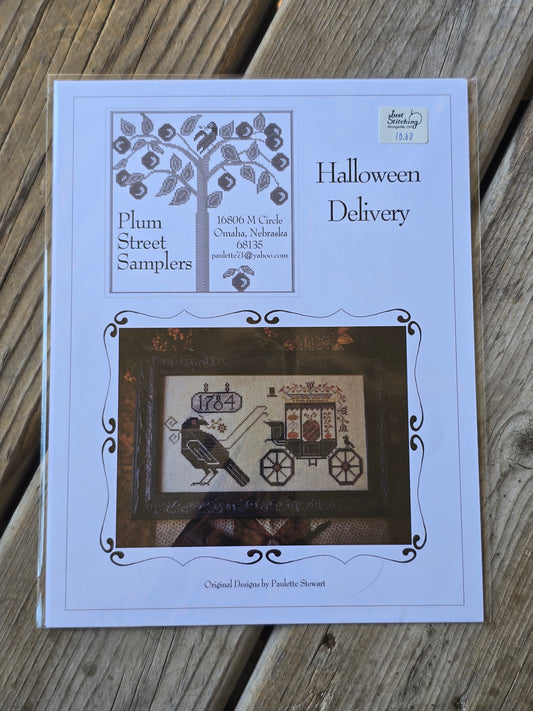 Just
Stitching
10.00
Halloween
Delivery
Plum
Street
Samplers
16806 M Circle
Omaha, Nebraska
68135
paulette71@yahoo.com
1784
Original Designs by Paulette Stewart